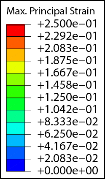 Max. Principal Strain
+2.500e−01
+2.292e−01
+2.083e−01
+1.875e−01
+1.667e−01
+1.458e−01
+1.250e−01
+1.042e−01
+8.333e−02
+6.250e−02
+4.167e−02
+2.083e−02
+0.000e+00